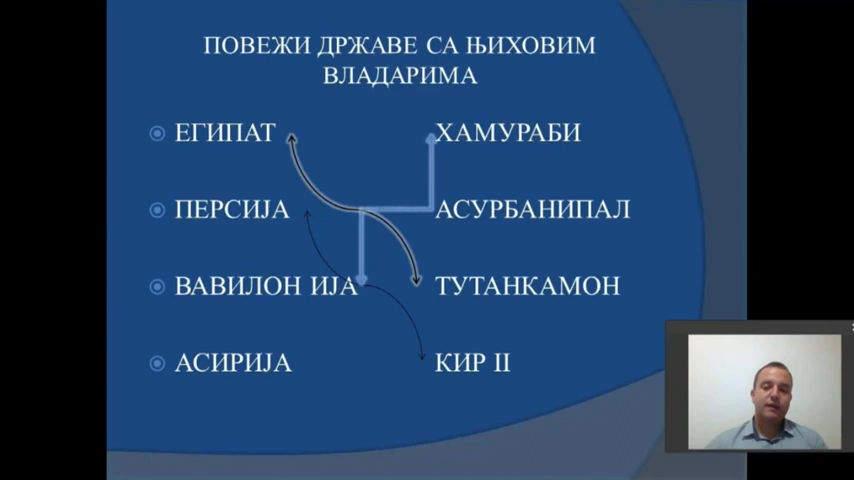 ПОВЕЖИ ДРЖАВЕ СА ЊИХОВИМ
ВЛАДАРИМА
ЕГИПАТ ХАМУРАБИ
ПЕРСИЈА АСУРБАНИПАЛ
ВАВИЛОН ИЈА ТУТАНКАМОН
АСИРИЈА КИР II